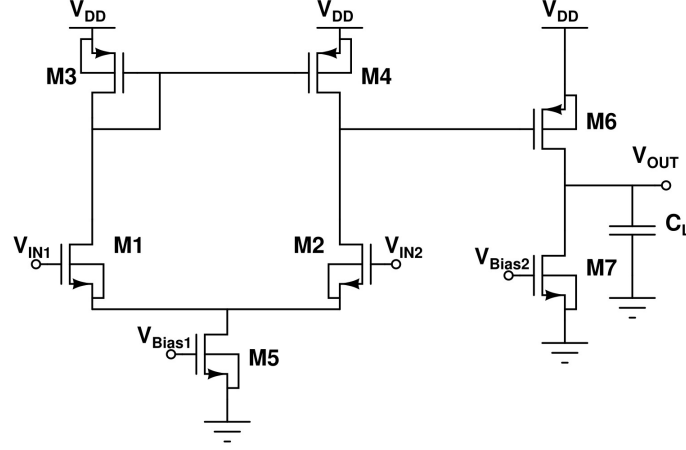 VDD
VDD
VDD
M3
M4
M6
VOUT
VIN1
M1
M2
VIN2
CL
VBias2
M7
VBias1
M5